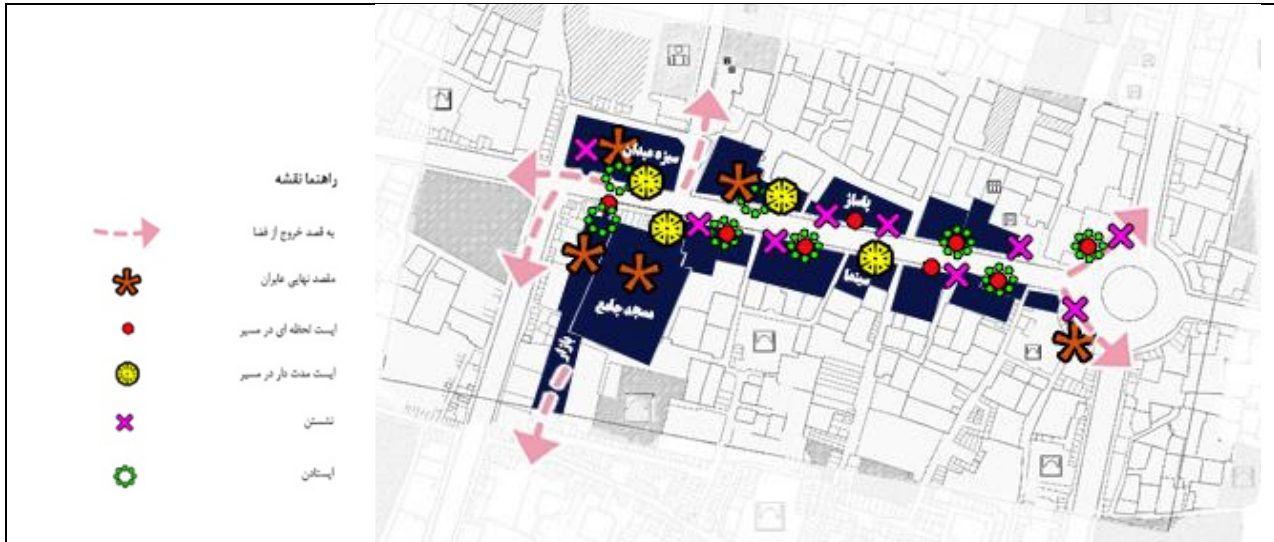 راهنما نقشه
به قصد خروج از فضا
مقصد نهایی عابران
ایست لحظه ای در مسیر
ایست مدت دار در مسیر
نشستن
ایستادن
سبزه میدان
پاساژ
سینما
مسجد جامع
بازار